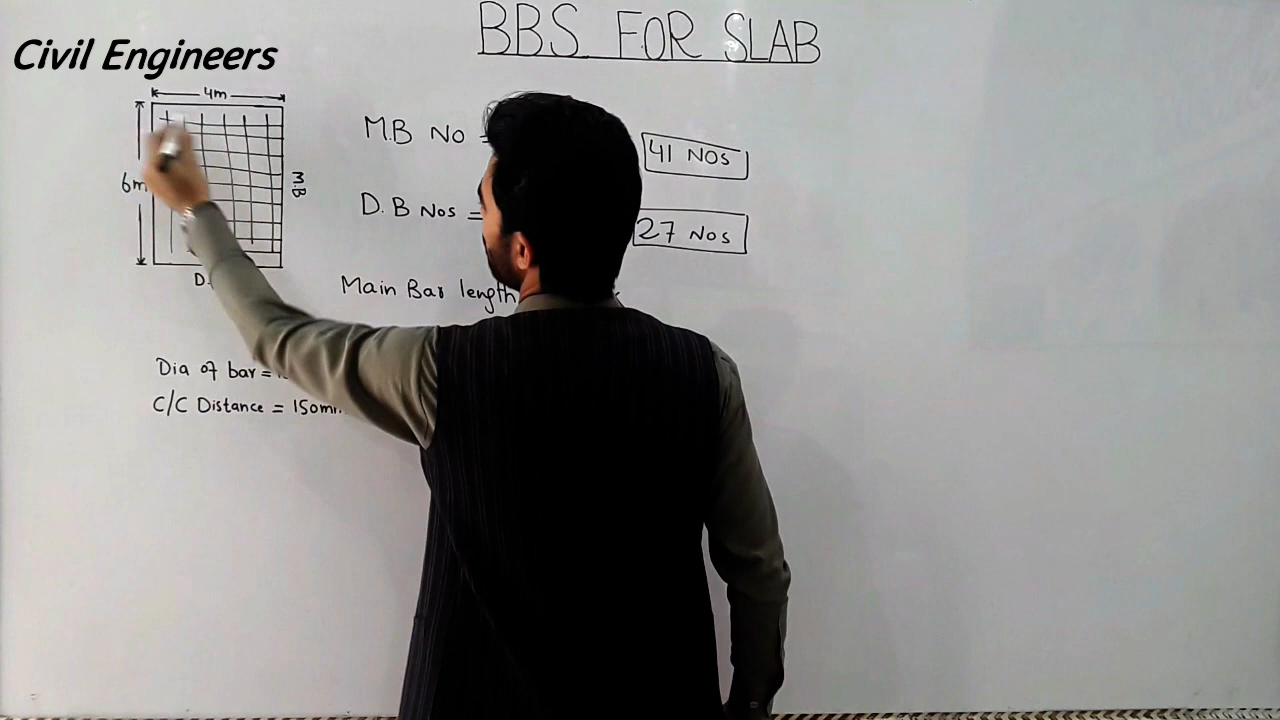 BBS FOR SLAB
Civil Engineers
4m
6m
M.B
M.B NO =
41 NOS
D.B Nos =
27 NOS
Main Bar length
Dia of bar =
C/C Distance = 150m